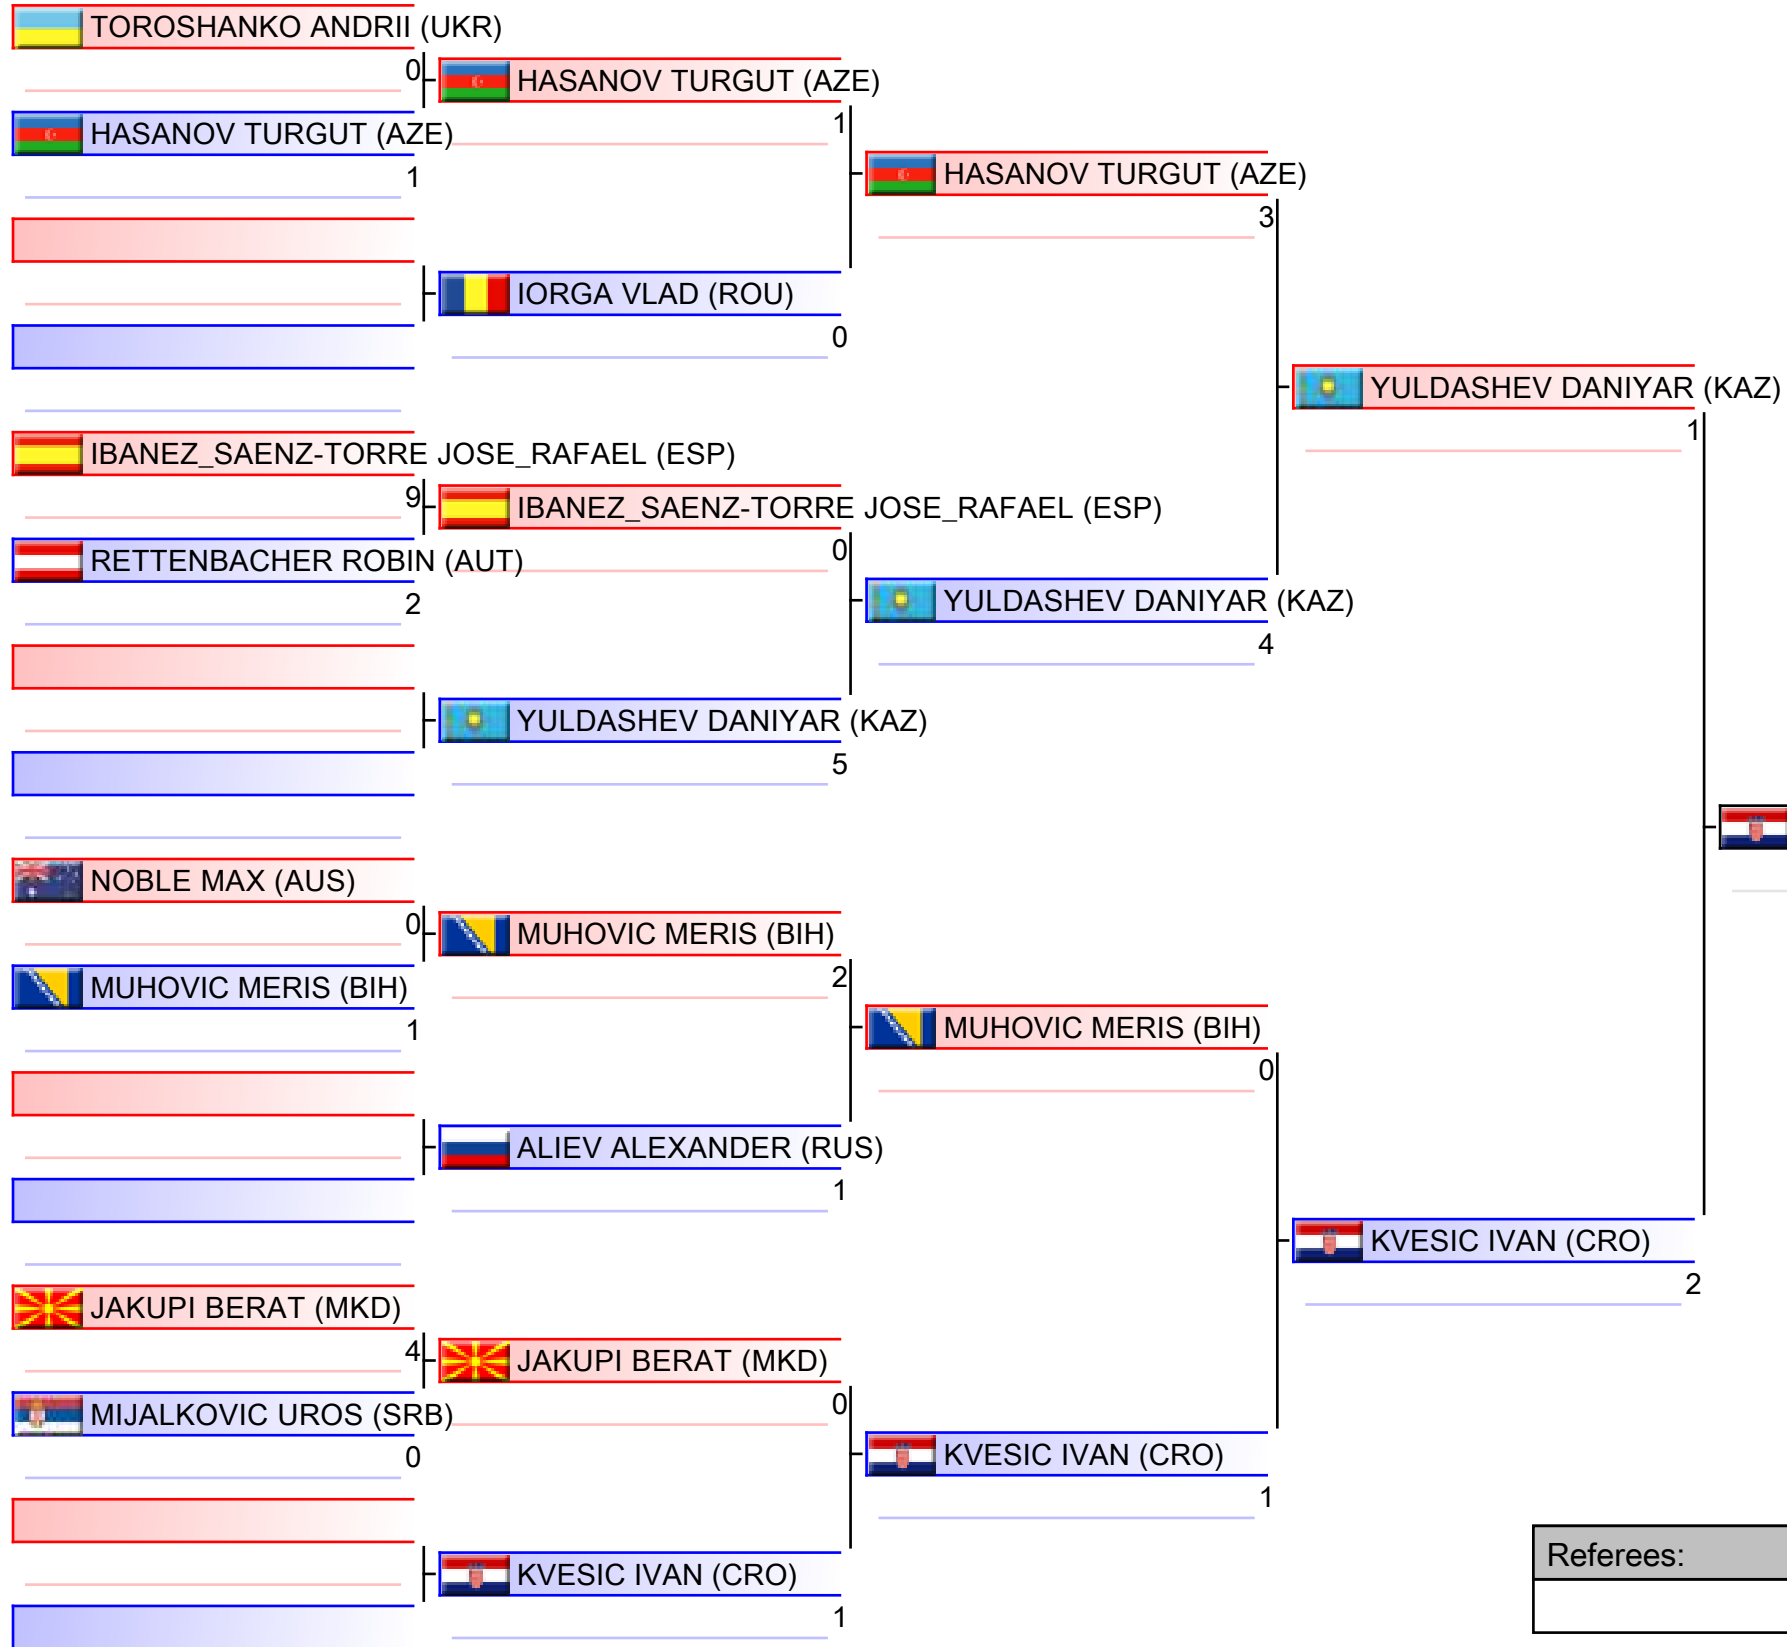 TOROSHANKO ANDRII (UKR)
0
HASANOV TURGUT (AZE)
HASANOV TURGUT (AZE)
1
1
HASANOV TURGUT (AZE)
3
IORGA VLAD (ROU)
0
YULDASHEV DANIYAR (KAZ)
1
IBANEZ_SAENZ-TORRE JOSE_RAFAEL (ESP)
9
IBANEZ_SAENZ-TORRE JOSE_RAFAEL (ESP)
0
RETTENBACHER ROBIN (AUT)
2
YULDASHEV DANIYAR (KAZ)
4
YULDASHEV DANIYAR (KAZ)
5
NOBLE MAX (AUS)
0
MUHOVIC MERIS (BIH)
2
MUHOVIC MERIS (BIH)
1
MUHOVIC MERIS (BIH)
0
ALIEV ALEXANDER (RUS)
1
KVESIC IVAN (CRO)
2
JAKUPI BERAT (MKD)
4
JAKUPI BERAT (MKD)
0
MIJALKOVIC UROS (SRB)
0
KVESIC IVAN (CRO)
1
KVESIC IVAN (CRO)
1
Referees: